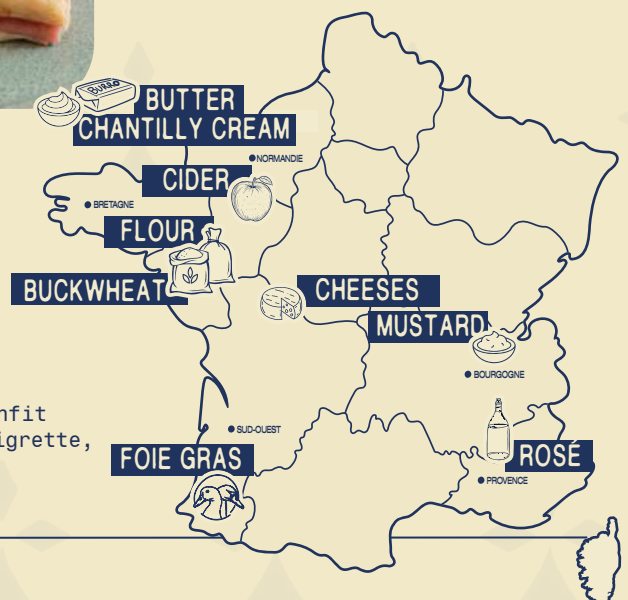 BURRO
BUTTER
CHANTILLY CREAM
NORMANDIE
CIDER
BRETAGNE
FLOUR
BUCKWHEAT
CHEESES
MUSTARD
BOURGOGNE
nfit
igrette,
SUD-OUEST
FOIE GRAS
ROSÉ
PROVENCE